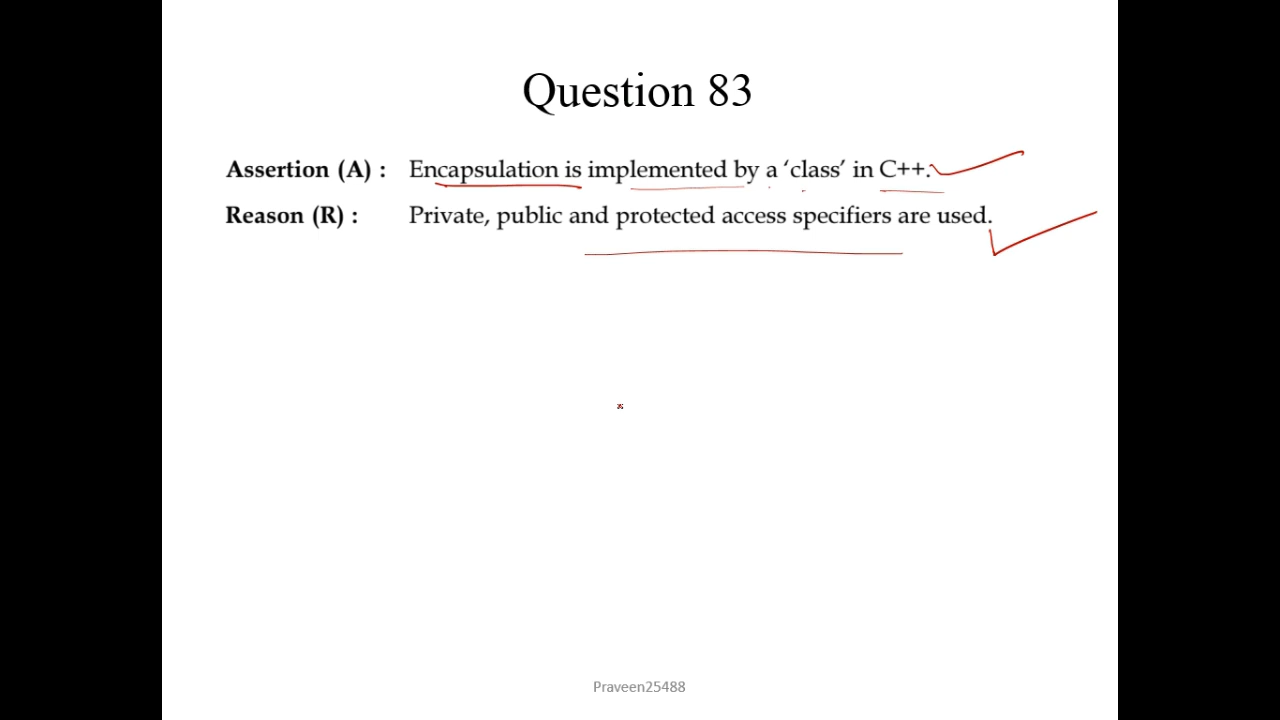 Question 83
Assertion (A) : Encapsulation is implemented by a ‘class’ in C++.
Reason (R) : Private, public and protected access specifiers are used.
Praveen25488